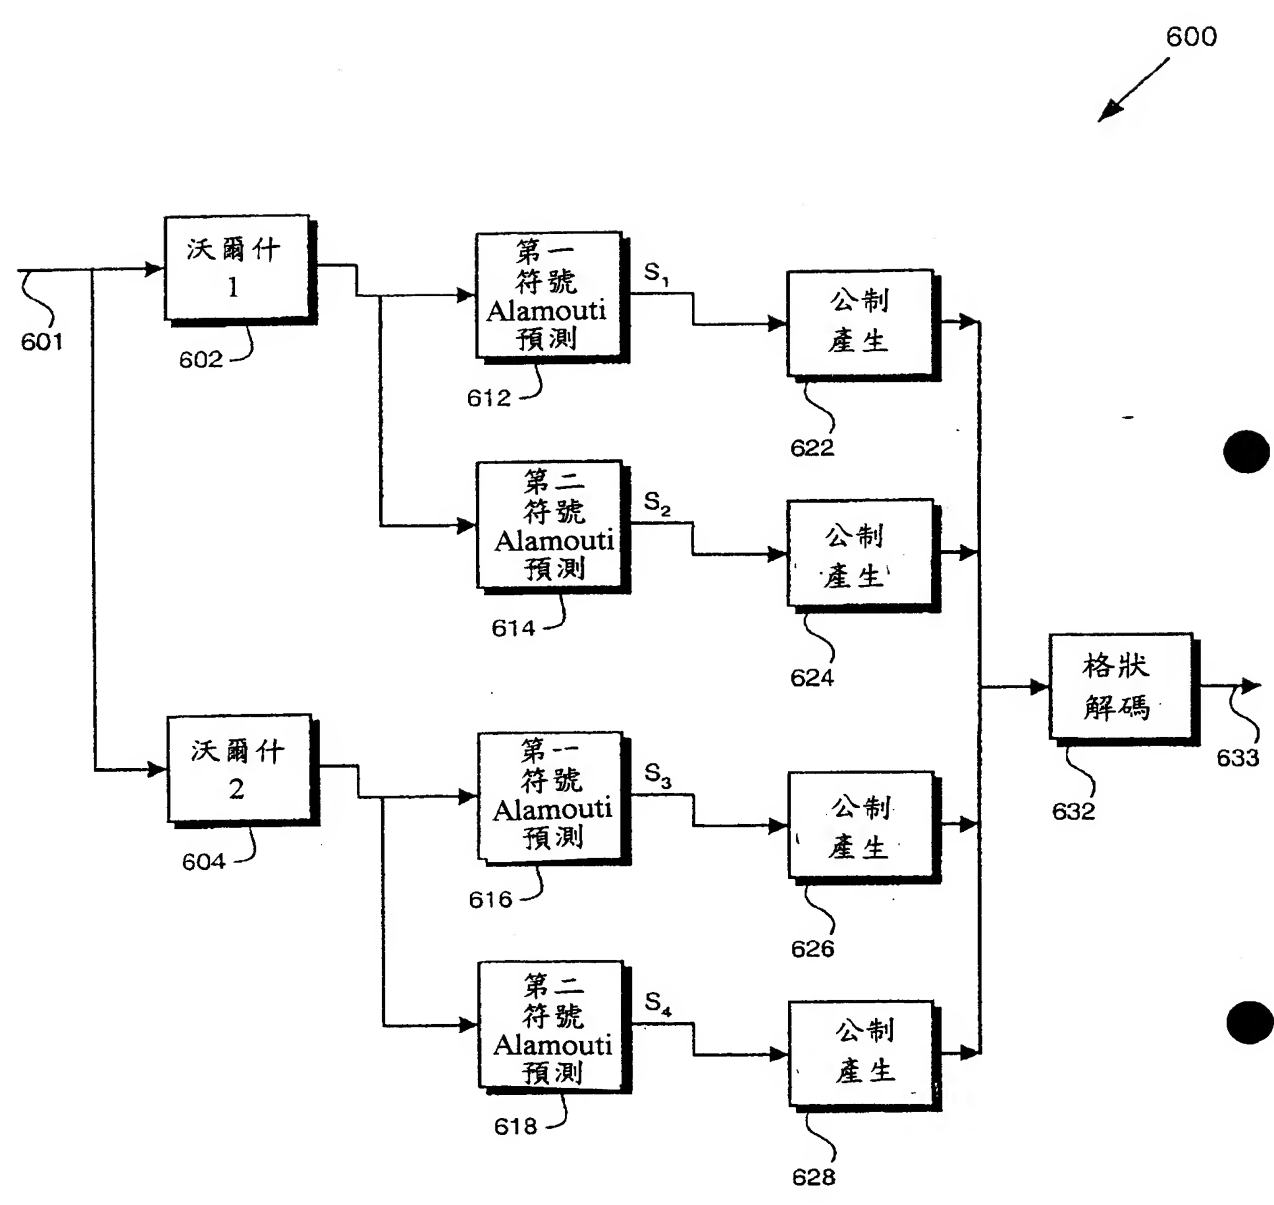 600
沃爾什
1
601
602
第一
符號
Alamouti
預測
612
S1
公制
產生
622
第二
符號
Alamouti
預測
614
S2
公制
產生
624
格狀
解碼
632
633
沃爾什
2
604
第一
符號
Alamouti
預測
616
S3
公制
產生
626
第二
符號
Alamouti
預測
618
S4
公制
產生
628